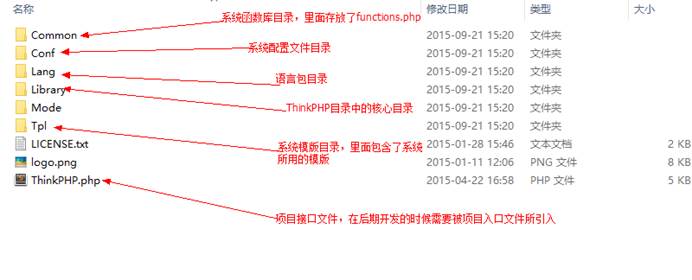 名称 修改日期 类型 大小
系统函数库目录，里面存放了functions.php
Common 2015-09-21 15:20 文件夹
Conf 系统配置文件目录 2015-09-21 15:20 文件夹
Lang 语言包目录 2015-09-21 15:20 文件夹
Library 2015-09-21 15:20 文件夹
Mode ThinkPHP目录中的核心目录 2015-09-21 15:20 文件夹
Tpl 2015-09-21 15:20 文件夹
LICENSE.txt 系统模版目录，里面包含了系统 2015-01-28 15:46 文本文档 2 KB
所用的模版
logo.png 2015-01-11 12:06 PNG 文件 8 KB
ThinkPHP.php 2015-04-22 16:58 PHP 文件 5 KB
项目接口文件，在后期开发的时候需要被项目入口文件所引入